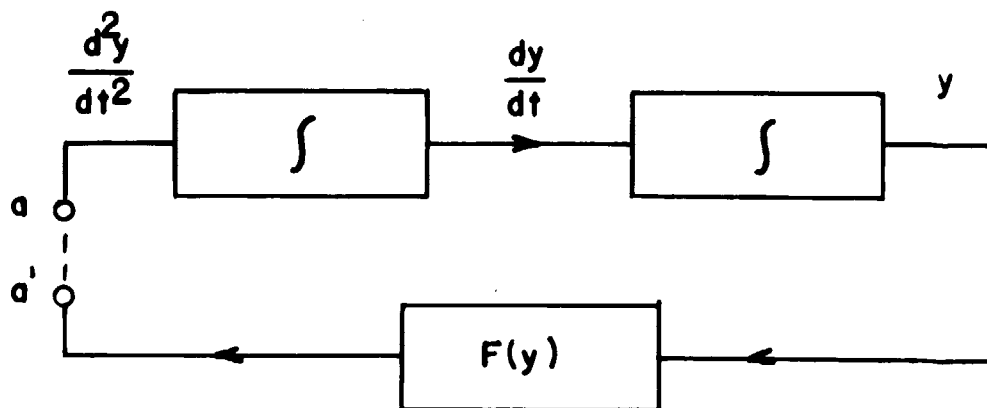 d²y/dt²
∫
dy/dt
∫
y
a
a'
F(y)